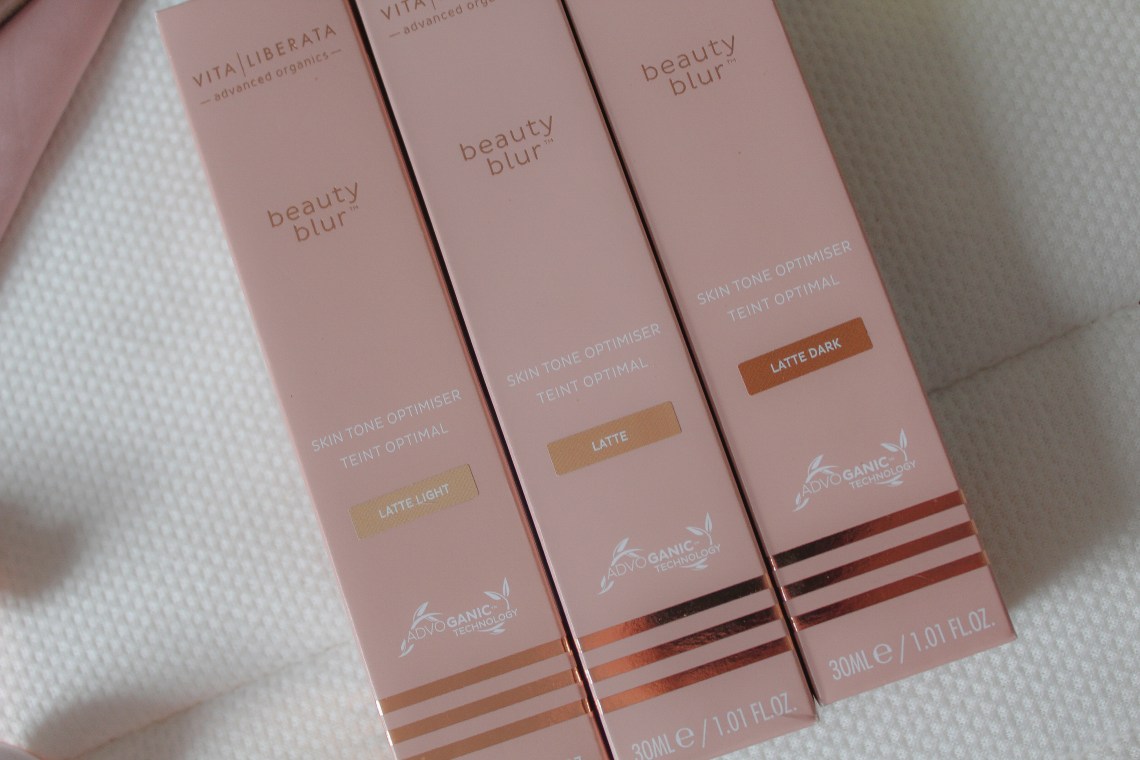 VITA|LIBERATA
— advanced organics —
beauty
blur™
SKIN TONE OPTIMISER
TEINT OPTIMAL
LATTE LIGHT
ADVOGANIC™
TECHNOLOGY
VITA
— advanced
beauty
blur™
SKIN TONE OPTIMISER
TEINT OPTIMAL
LATTE
ADVOGANIC™
TECHNOLOGY
30ML ℮ / 1.01 FL.OZ.
beauty
blur™
SKIN TONE OPTIMISER
TEINT OPTIMAL
LATTE DARK
ADVOGANIC™
TECHNOLOGY
30ML ℮ / 1.01 FL.OZ.